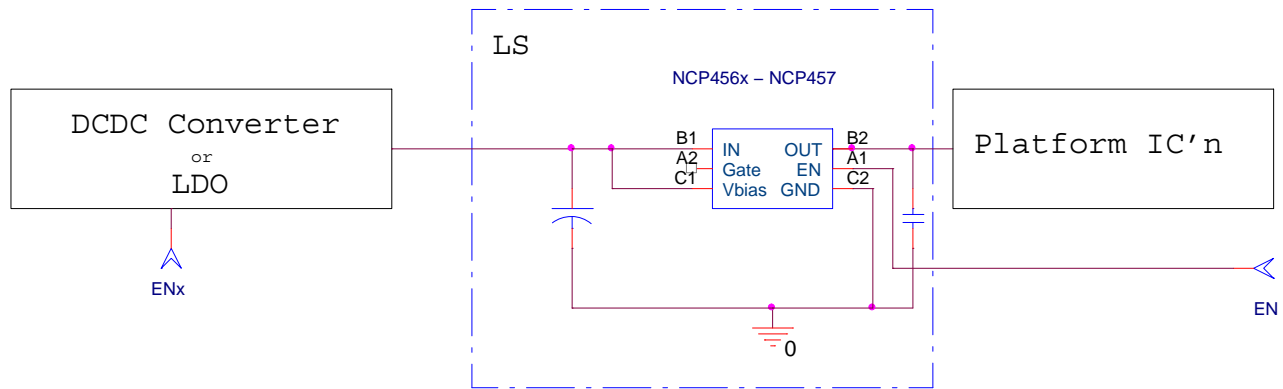 LS
NCP456x – NCP457
DCDC Converter
or
LDO
ENx
B1
A2
C1
IN OUT
Gate EN
Vbias GND
B2
A1
C2
Platform IC'n
EN
0